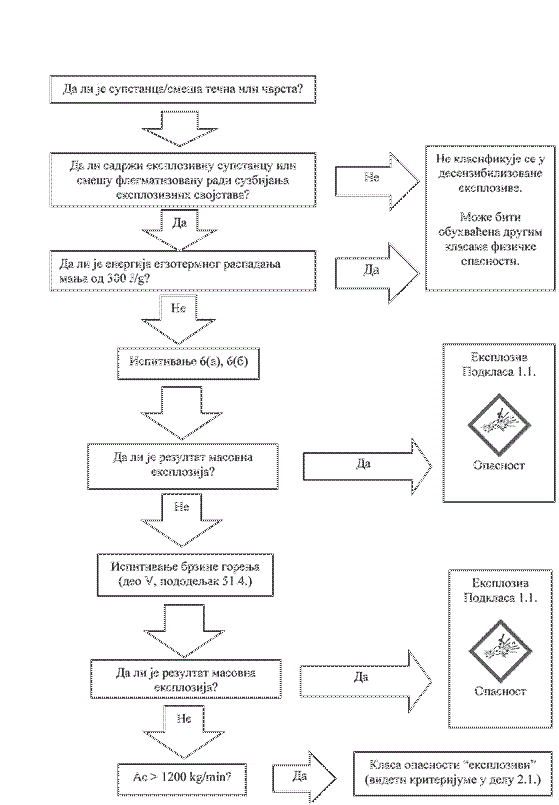 Да ли је супстанца/смеша течна или чврста?
Да ли садржи експлозивну супстанцу или
смешу флегматизовану ради сузбијања
експлозивних својстава?
Не
Не класификује се у
десензибилизоване
експлозиве.
Може бити
обухваћена другим
класама физичке
опасности.
Да
Да ли је енергија егзотермног распадања
мања од 300 J/g?
Да
Не
Испитивање 6(а), 6(б)
Експлозив
Подкласа 1.1.
Опасност
Да ли је резултат масовна
експлозија?
Да
Не
Испитивање брзине горења
(део V, пододељак 51.4.)
Експлозив
Подкласа 1.1.
Опасност
Да ли је резултат масовна
експлозија?
Да
Не
Ac > 1200 kg/min?
Да
Класа опасности “експлозиви”
(видети критеријуме у делу 2.1.)